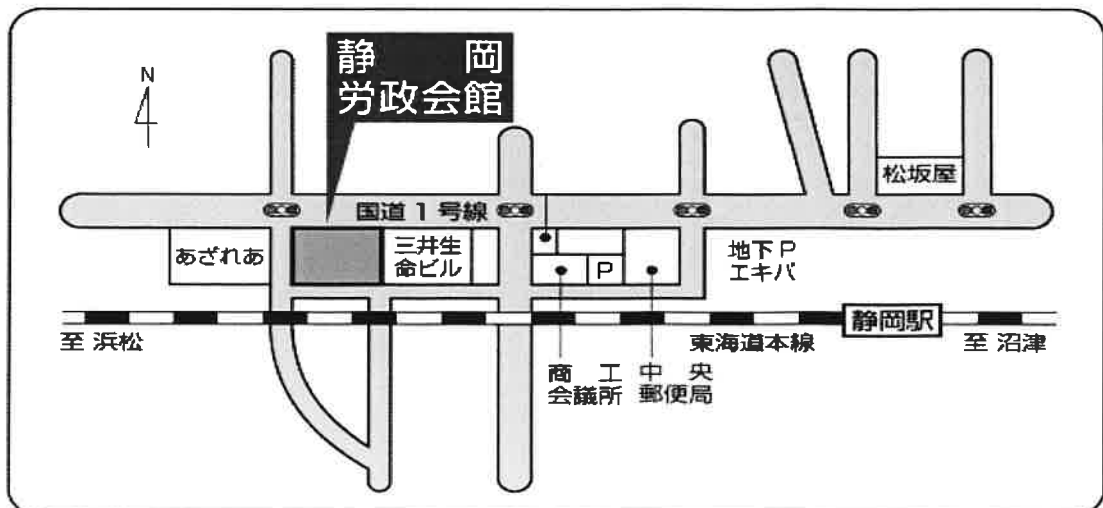 静岡
労政会館
N
松坂屋
国道1号線
あざれあ
三井生
命ビル
P
地下P
エキパ
静岡駅
至 浜松
東海道本線
至 沼津
商工
会議所
中央
郵便局